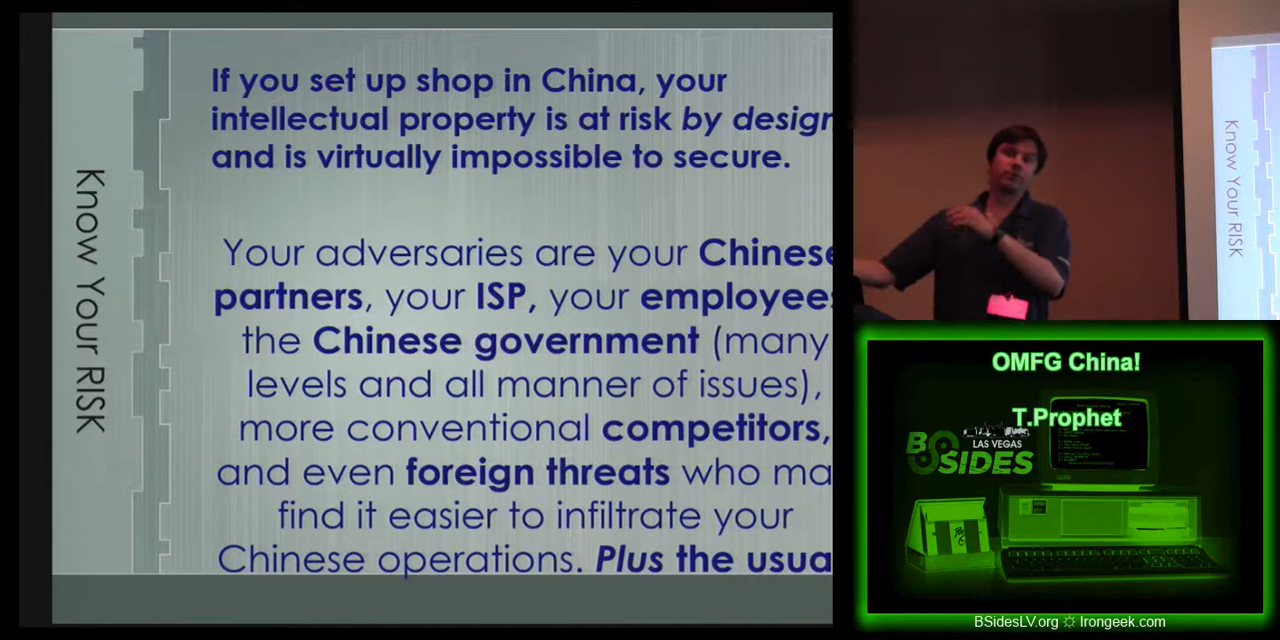 Know Your RISK
If you set up shop in China, your
intellectual property is at risk by design
and is virtually impossible to secure.
Your adversaries are your Chinese
partners, your ISP, your employees
the Chinese government (many
levels and all manner of issues),
more conventional competitors,
and even foreign threats who ma
find it easier to infiltrate your
Chinese operations. Plus the usua
Know Your RISK
OMFG China!
T.Prophet
LAS VEGAS
BSIDES
BSidesLV.org ☼ Irongeek.com